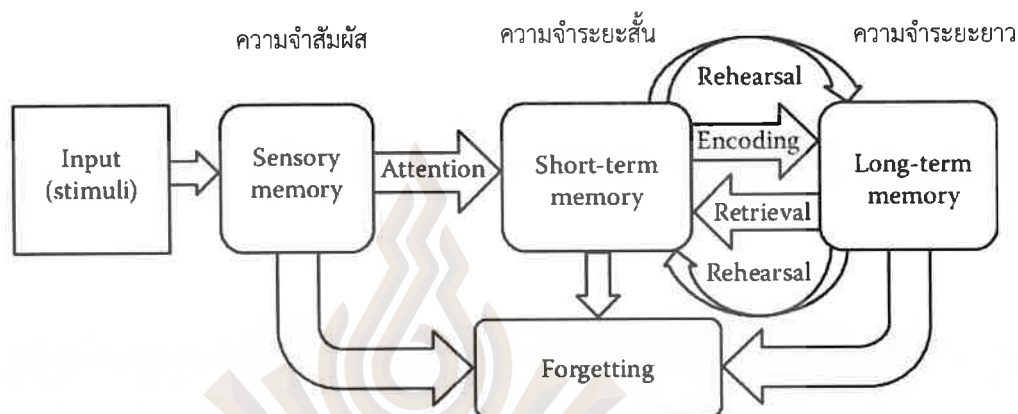 ความจำสัมผัส
ความจำระยะสั้น
ความจำระยะยาว
Rehearsal
Input
(stimuli)
Sensory
memory
Attention
Short-term
memory
Encoding
Retrieval
Long-term
memory
Rehearsal
Forgetting